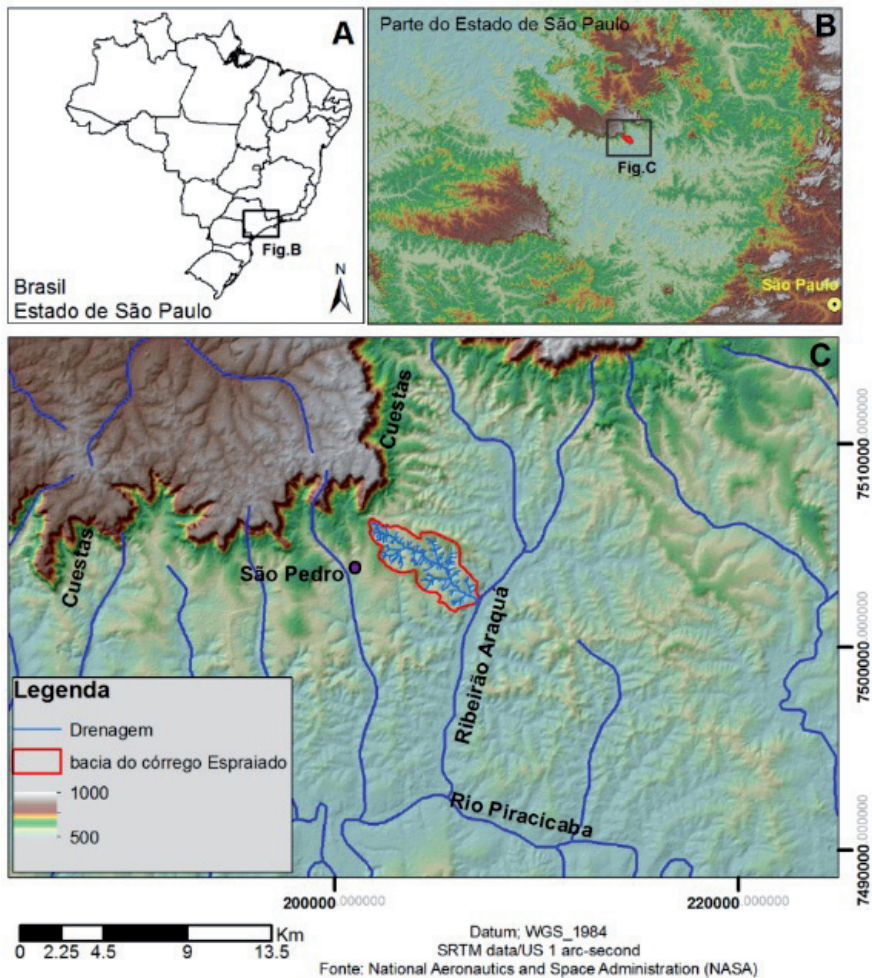 A
Fig.B
N
Brasil
Estado de São Paulo
Parte do Estado de São Paulo
B
Fig.C
São Paulo
C
Cuestas
Cuestas
São Pedro
Ribeirão Araquá
Rio Piracicaba
Legenda
Drenagem
bacia do córrego Espraiado
1000
500
7510000.000000
7500000.000000
7490000.000000
200000.000000
220000.000000
Km
0 2.25 4.5 9 13.5
Datum; WGS_1984
SRTM data/US 1 arc-second
Fonte: National Aeronautics and Space Administration (NASA)